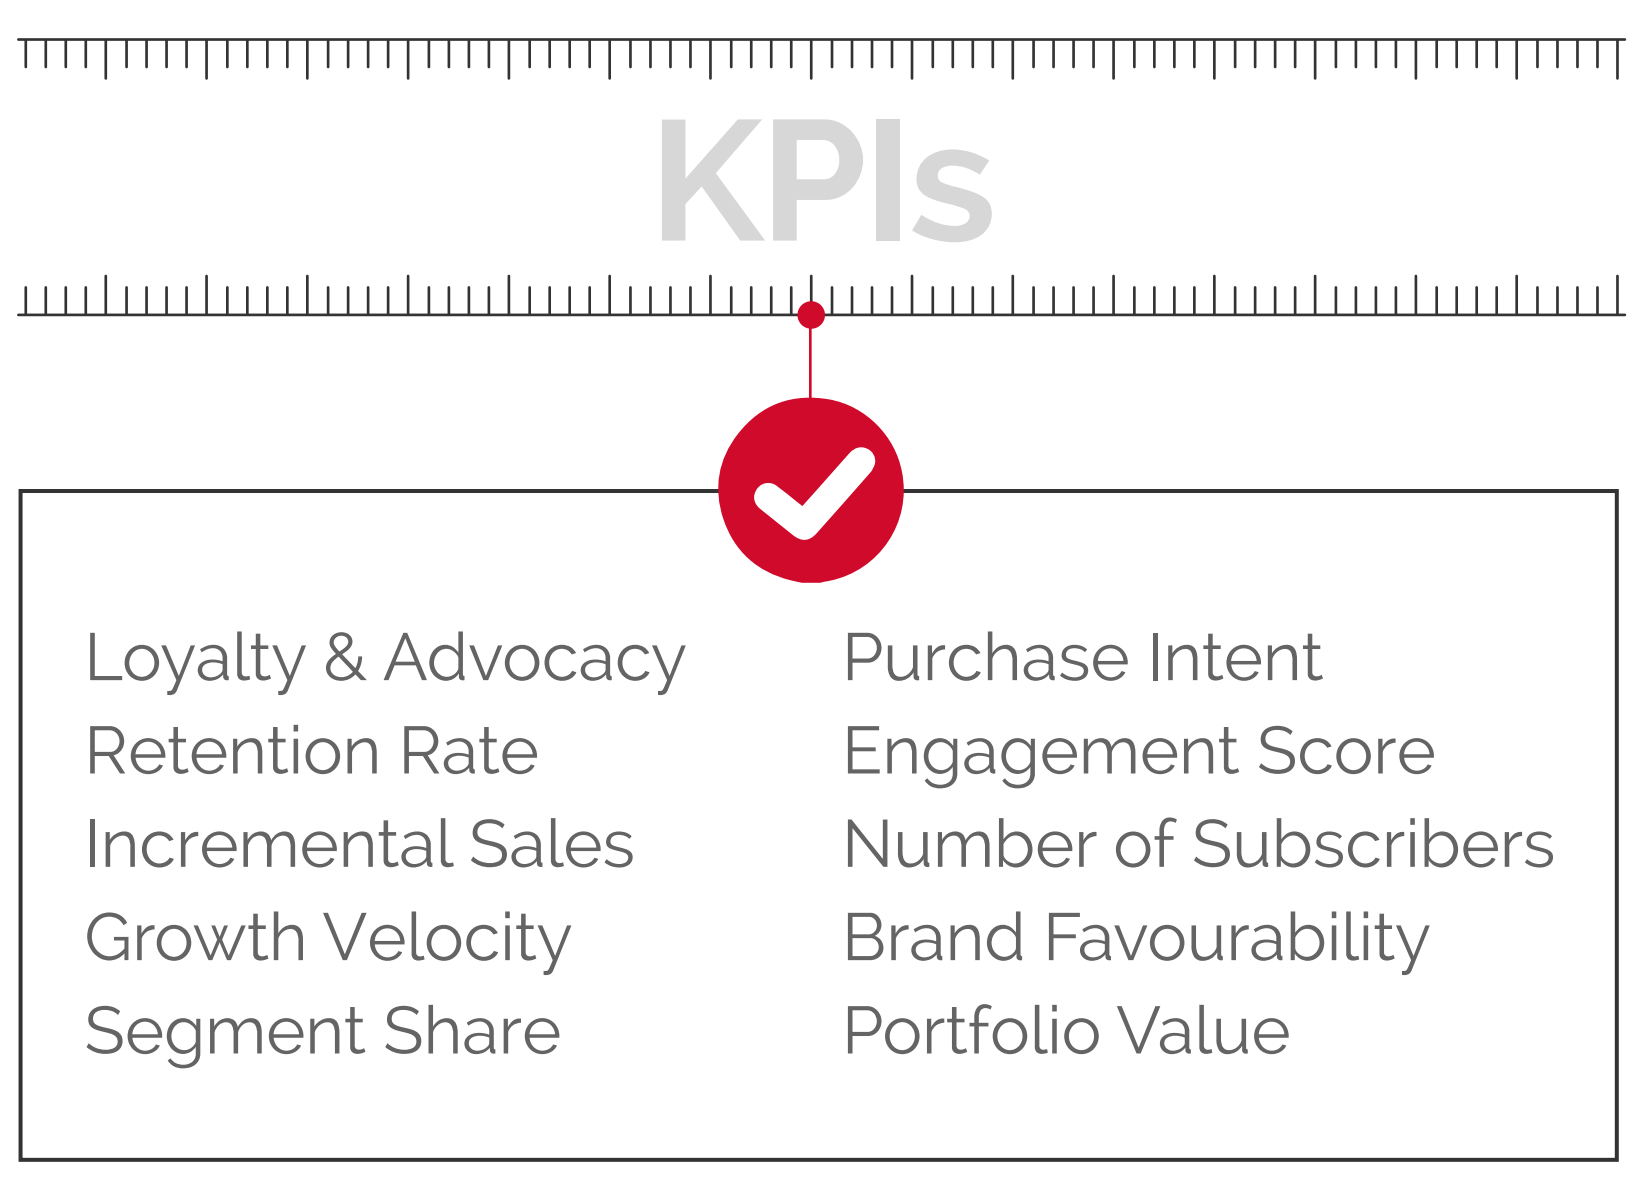 KPIs
Loyalty & Advocacy
Retention Rate
Incremental Sales
Growth Velocity
Segment Share
Purchase Intent
Engagement Score
Number of Subscribers
Brand Favourability
Portfolio Value